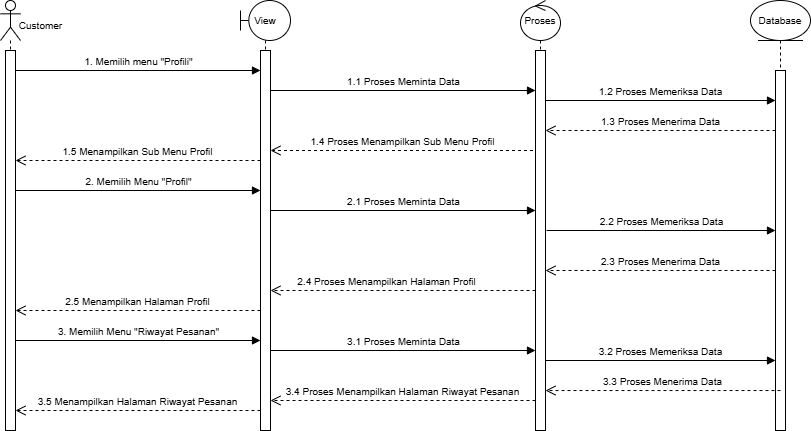 Customer
View
Proses
Database
1. Memilih menu "Profili"
1.1 Proses Meminta Data
1.2 Proses Memeriksa Data
1.3 Proses Menerima Data
1.4 Proses Menampilkan Sub Menu Profil
1.5 Menampilkan Sub Menu Profil
2. Memilih Menu "Profil"
2.1 Proses Meminta Data
2.2 Proses Memeriksa Data
2.3 Proses Menerima Data
2.4 Proses Menampilkan Halaman Profil
2.5 Menampilkan Halaman Profil
3. Memilih Menu "Riwayat Pesanan"
3.1 Proses Meminta Data
3.2 Proses Memeriksa Data
3.3 Proses Menerima Data
3.4 Proses Menampilkan Halaman Riwayat Pesanan
3.5 Menampilkan Halaman Riwayat Pesanan